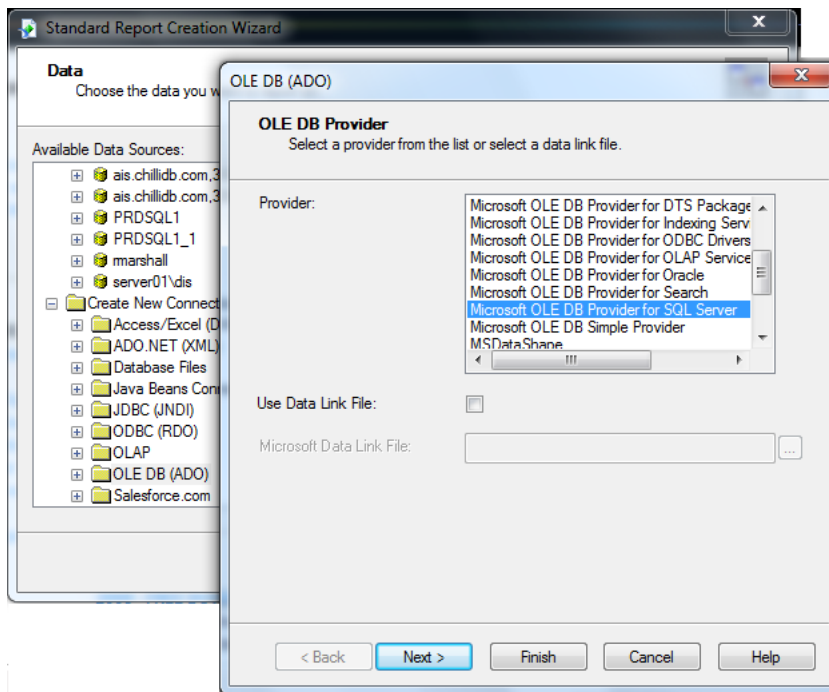 Standard Report Creation Wizard
Data
Choose the data you w
Available Data Sources:
ais.chillidb.com,3
ais.chillidb.com,3
PRDSQL1
PRDSQL1_1
marshall
server01\dis
Create New Connect
Access/Excel (D
ADO.NET (XML)
Database Files
Java Beans Conn
JDBC (JNDI)
ODBC (RDO)
OLAP
OLE DB (ADO)
Salesforce.com
OLE DB (ADO)
OLE DB Provider
Select a provider from the list or select a data link file.
Provider:
Microsoft OLE DB Provider for DTS Package
Microsoft OLE DB Provider for Indexing Serv
Microsoft OLE DB Provider for ODBC Drivers
Microsoft OLE DB Provider for OLAP Service
Microsoft OLE DB Provider for Oracle
Microsoft OLE DB Provider for Search
Microsoft OLE DB Provider for SQL Server
Microsoft OLE DB Simple Provider
MSDataShape
Use Data Link File:
Microsoft Data Link File:
...
< Back
Next >
Finish
Cancel
Help